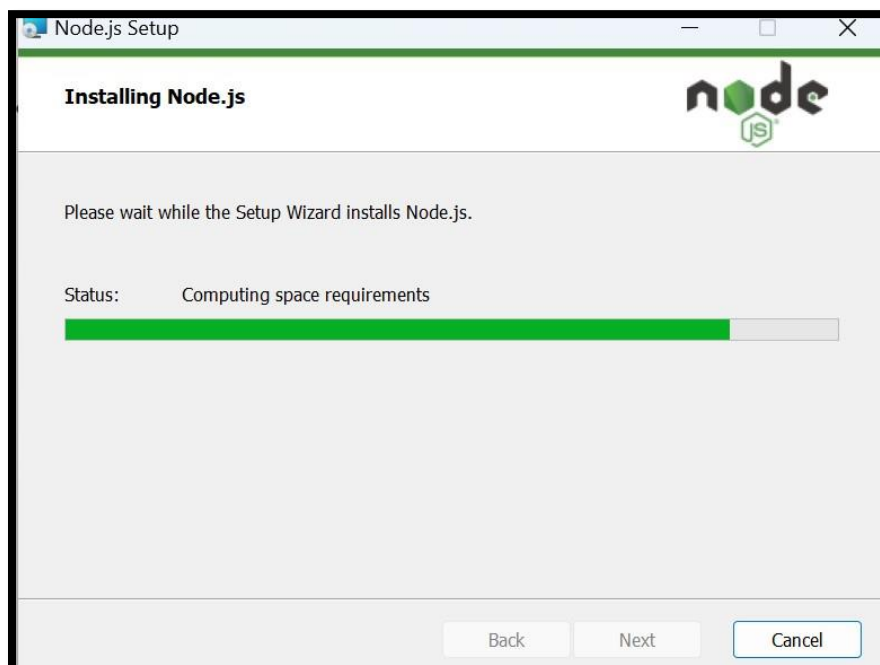 Node.js Setup
Installing Node.js
node
JS
Please wait while the Setup Wizard installs Node.js.
Status: Computing space requirements
Back Next Cancel